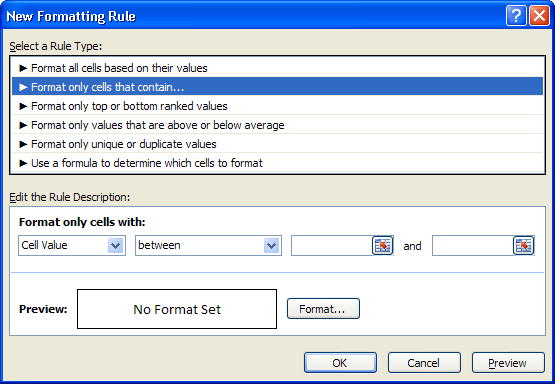 New Formatting Rule
Select a Rule Type:
► Format all cells based on their values
► Format only cells that contain...
► Format only top or bottom ranked values
► Format only values that are above or below average
► Format only unique or duplicate values
► Use a formula to determine which cells to format
Edit the Rule Description:
Format only cells with:
Cell Value between and
Preview: No Format Set Format...
OK Cancel Preview